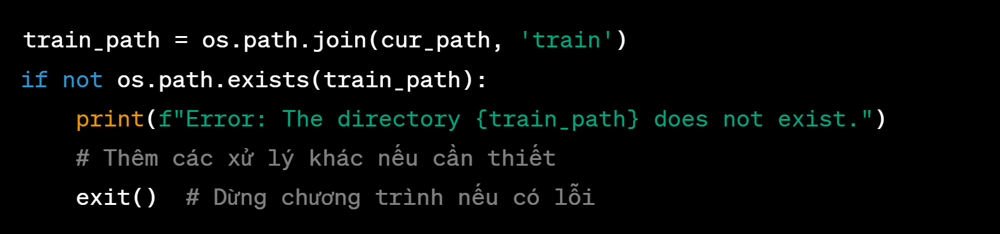 train_path = os.path.join(cur_path, 'train')
if not os.path.exists(train_path):
    print(f"Error: The directory {train_path} does not exist.")
    # Thêm các xử lý khác nếu cần thiết
    exit()  # Dừng chương trình nếu có lỗi